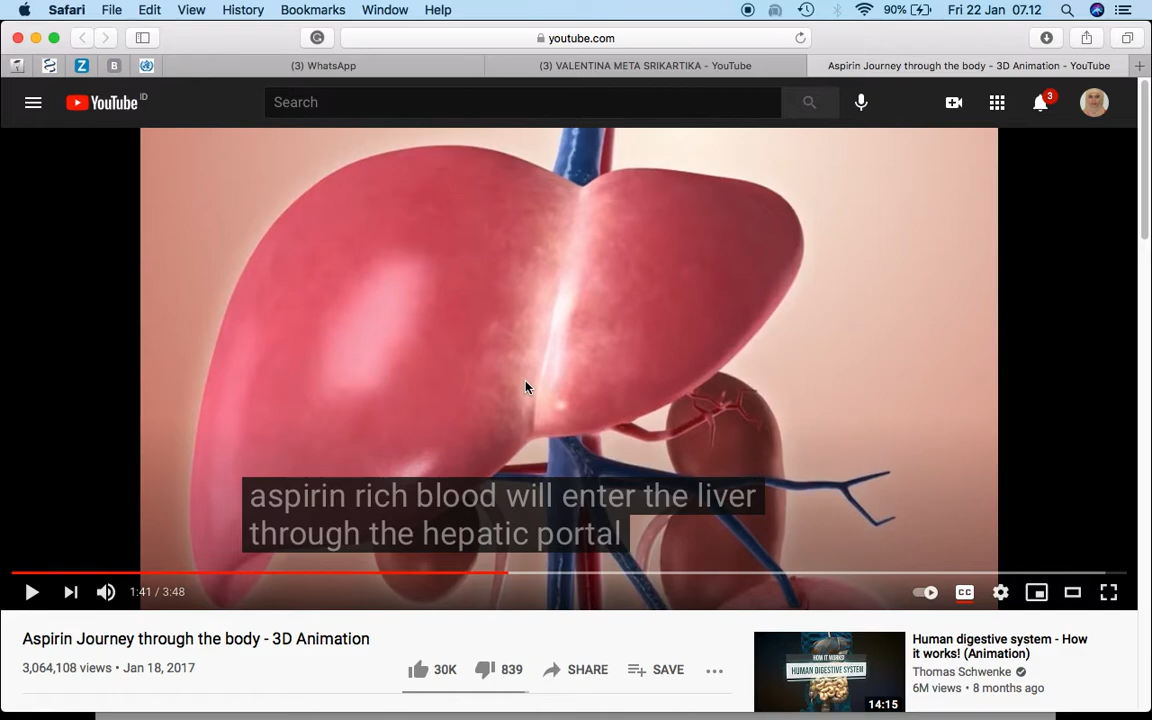 Safari File Edit View History Bookmarks Window Help 90% Fri 22 Jan 07.12
youtube.com
Z B (3) WhatsApp (3) VALENTINA META SRIKARTIKA - YouTube Aspirin Journey through the body - 3D Animation - YouTube
YouTube ID Search 3
aspirin rich blood will enter the liver
through the hepatic portal
1:41 / 3:48 CC
Aspirin Journey through the body - 3D Animation
3,064,108 views • Jan 18, 2017 30K 839 SHARE SAVE
HOW IT WORKS
HUMAN DIGESTIVE SYSTEM
14:15
Human digestive system - How
it works! (Animation)
Thomas Schwenke
6M views • 8 months ago